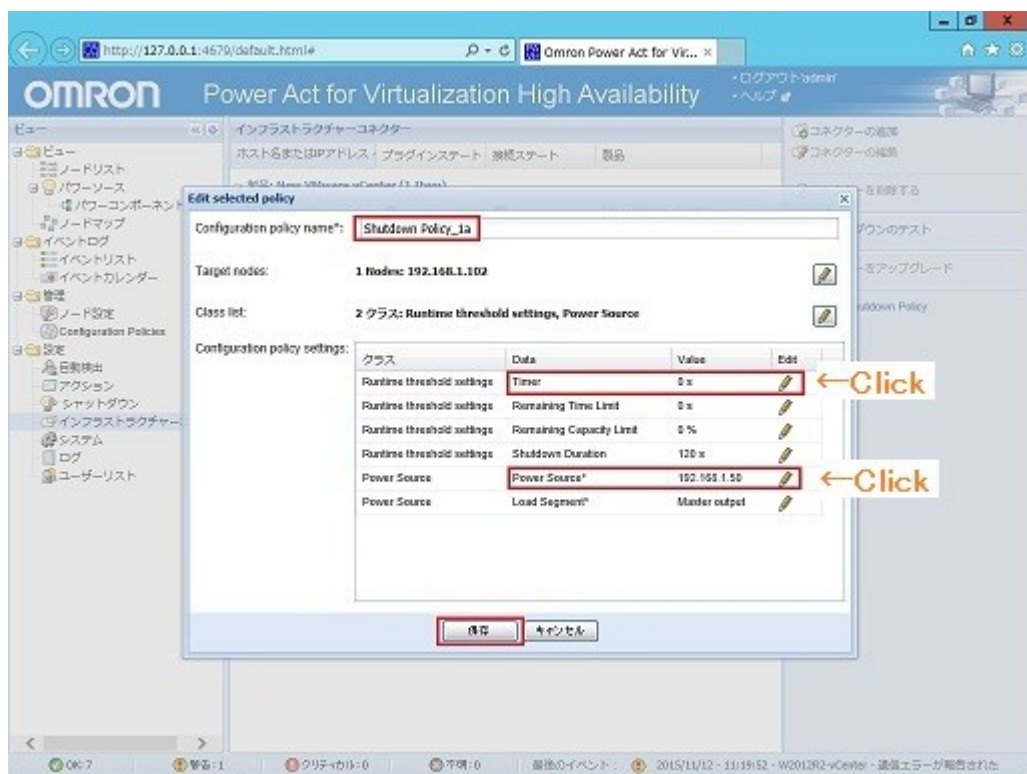 http://127.0.0.1:4679/default.html#
Omron Power Act for Vir...
OMRON
Power Act for Virtualization High Availability
ログアウト'admin'
ヘルプ
ビュー
インフラストラクチャーコネクター
コネクターの追加
コネクターの編集
ホスト名またはIPアドレス
プラグインステート
接続ステート
製品
ビュー
ノードリスト
パワーソース
パワーコンポーネント
ノードマップ
イベントログ
イベントリスト
イベントカレンダー
管理
ノード設定
Configuration Policies
設定
自動検出
アクション
シャットダウン
インフラストラクチャー
システム
ログ
ユーザーリスト
製品: New VMware vCenter (1 Item)
を削除する
ダウンのテスト
をアップグレード
utdown Policy
Edit selected policy
Configuration policy name*: Shutdown Policy_1a
Target nodes: 1 Nodes: 192.168.1.102
Class list: 2 クラス: Runtime threshold settings, Power Source
Configuration policy settings:
クラス Data Value Edit
Runtime threshold settings Timer 0 s
Runtime threshold settings Remaining Time Limit 0 s
Runtime threshold settings Remaining Capacity Limit 0 %
Runtime threshold settings Shutdown Duration 120 s
Power Source Power Source* 192.168.1.50
Power Source Load Segment* Master output
←Click
←Click
保存 キャンセル
OK:7
警告:1
クリティカル:0
不明:0
最後のイベント: 2015/11/12 - 11:19:52 - W2012R2-vCenter - 通信エラーが報告された